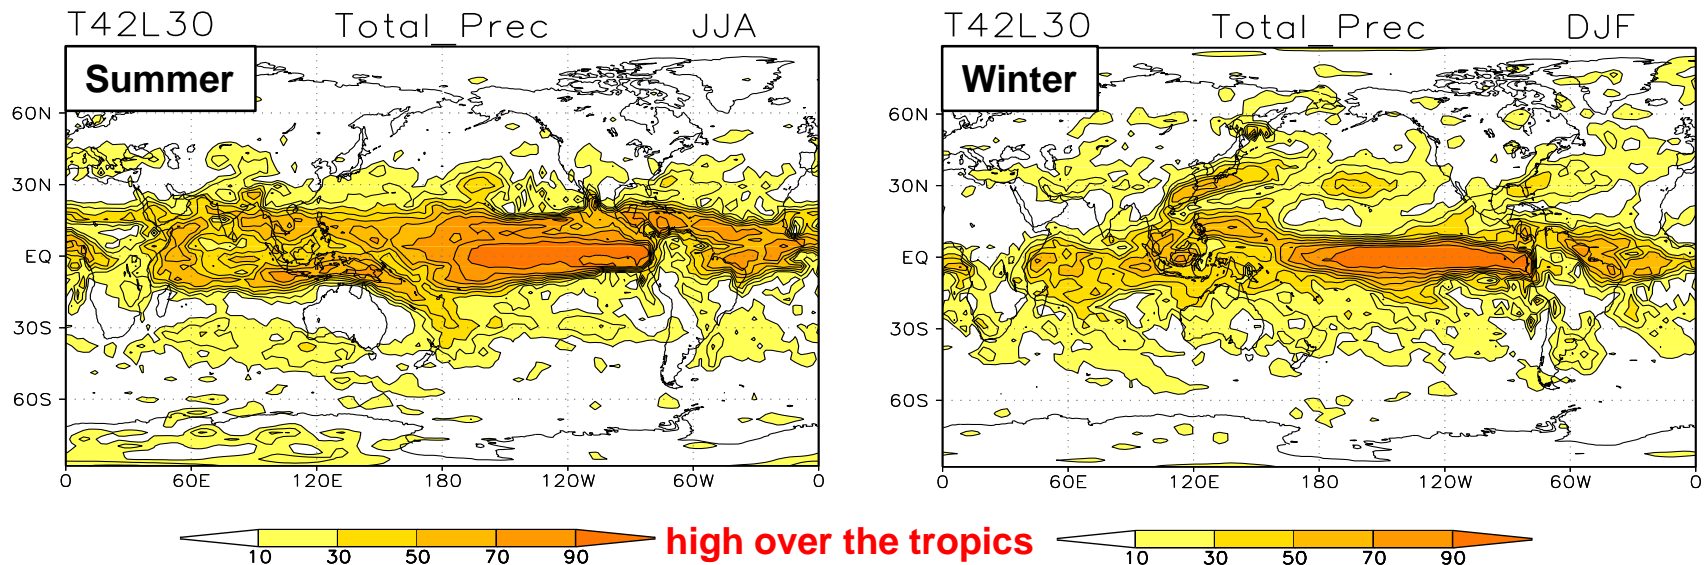 T42L30 Total_Prec JJA
Summer
60N
30N
EQ
30S
60S
0 60E 120E 180 120W 60W 0
T42L30 Total_Prec DJF
Winter
60N
30N
EQ
30S
60S
0 60E 120E 180 120W 60W 0
10 30 50 70 90
high over the tropics
10 30 50 70 90